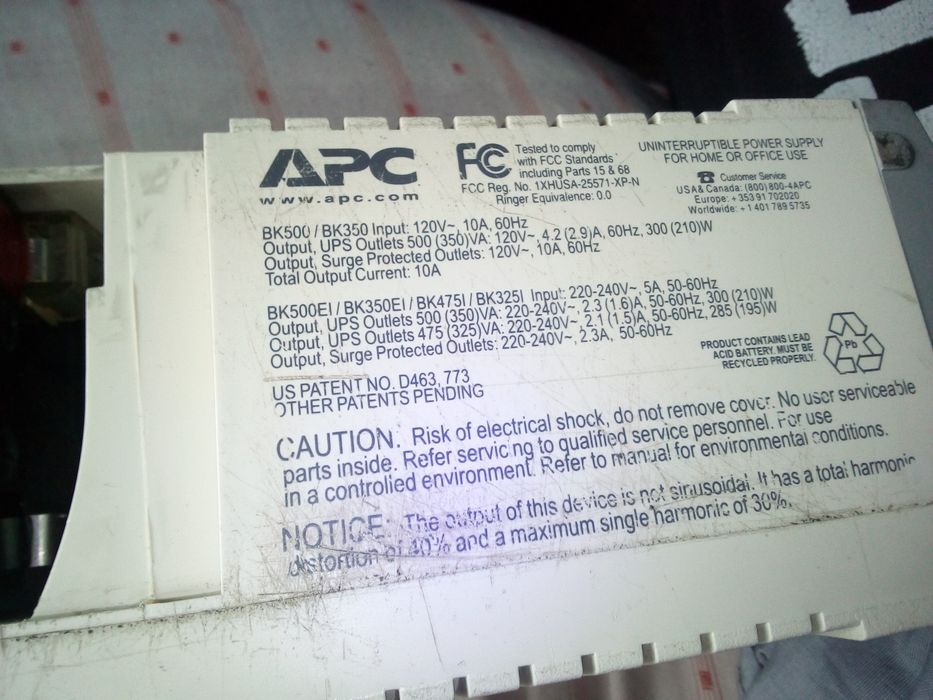 APC
www.apc.com
FCC
Tested to comply
with FCC Standards
including Parts 15 & 68
FCC Reg. No. 1XHUSA-25571-XP-N
Ringer Equivalence: 0.0
UNINTERRUPTIBLE POWER SUPPLY
FOR HOME OR OFFICE USE
Customer Service
USA & Canada: (800) 800-4APC
Europe: + 353 91 702020
Worldwide: + 1 401 789 5735
BK500 / BK350 Input: 120V~, 10A, 60Hz
Output, UPS Outlets 500 (350)VA: 120V~, 4.2 (2.9)A, 60Hz, 300 (210)W
Output, Surge Protected Outlets: 120V~, 10A, 60Hz
Total Output Current: 10A
BK500EI / BK350EI / BK475I / BK325I Input: 220-240V~, 5A, 50-60Hz
Output, UPS Outlets 500 (350)VA: 220-240V~, 2.3 (1.6)A, 50-60Hz, 300 (210)W
Output, UPS Outlets 475 (325)VA: 220-240V~, 2.1 (1.5)A, 50-60Hz, 285 (195)W
Output, Surge Protected Outlets: 220-240V~, 2.3A, 50-60Hz
PRODUCT CONTAINS LEAD
ACID BATTERY. MUST BE
RECYCLED PROPERLY.
Pb
US PATENT NO. D463, 773
OTHER PATENTS PENDING
CAUTION: Risk of electrical shock, do not remove cover. No user serviceable
parts inside. Refer servicing to qualified service personnel. For use
in a controlled environment. Refer to manual for environmental conditions.
NOTICE: The output of this device is not sinusoidal. It has a total harmonic
distortion of 40% and a maximum single harmonic of 30%.